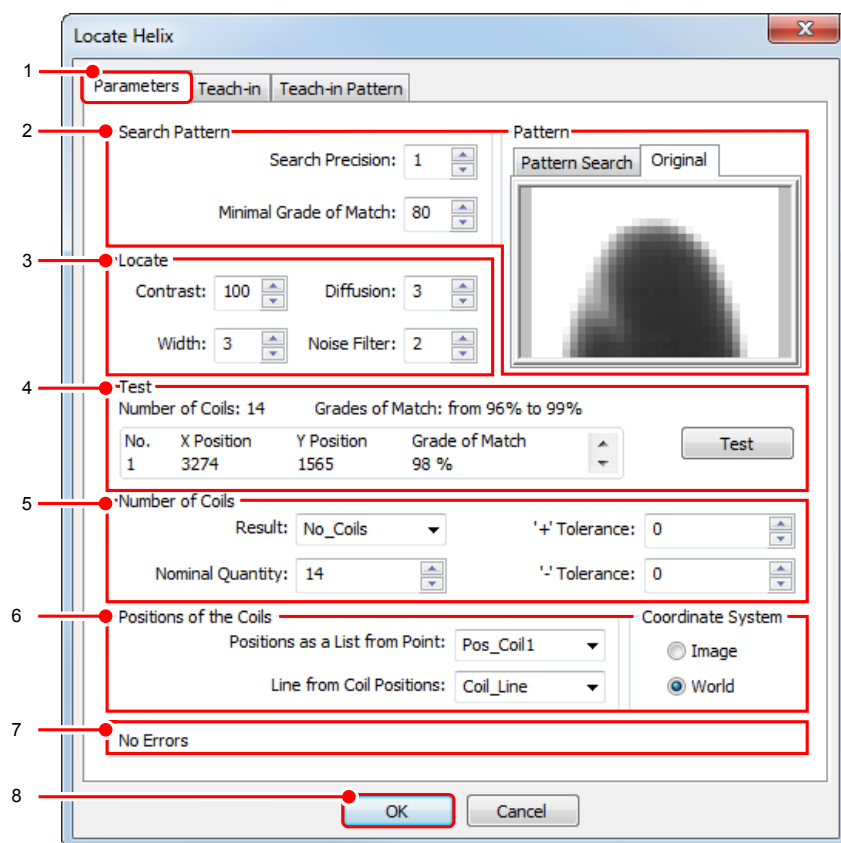 Locate Helix
1
Parameters Teach-in Teach-in Pattern
2
Search Pattern
Pattern
Search Precision: 1
Pattern Search Original
Minimal Grade of Match: 80
3
Locate
Contrast: 100 Diffusion: 3
Width: 3 Noise Filter: 2
4
Test
Number of Coils: 14 Grades of Match: from 96% to 99%
No. X Position Y Position Grade of Match
Test
1 3274 1565 98 %
5
Number of Coils
Result: No_Coils '+' Tolerance: 0
Nominal Quantity: 14 '-' Tolerance: 0
6
Positions of the Coils
Coordinate System
Positions as a List from Point: Pos_Coil1
Image
Line from Coil Positions: Coil_Line
World
7
No Errors
8
OK Cancel